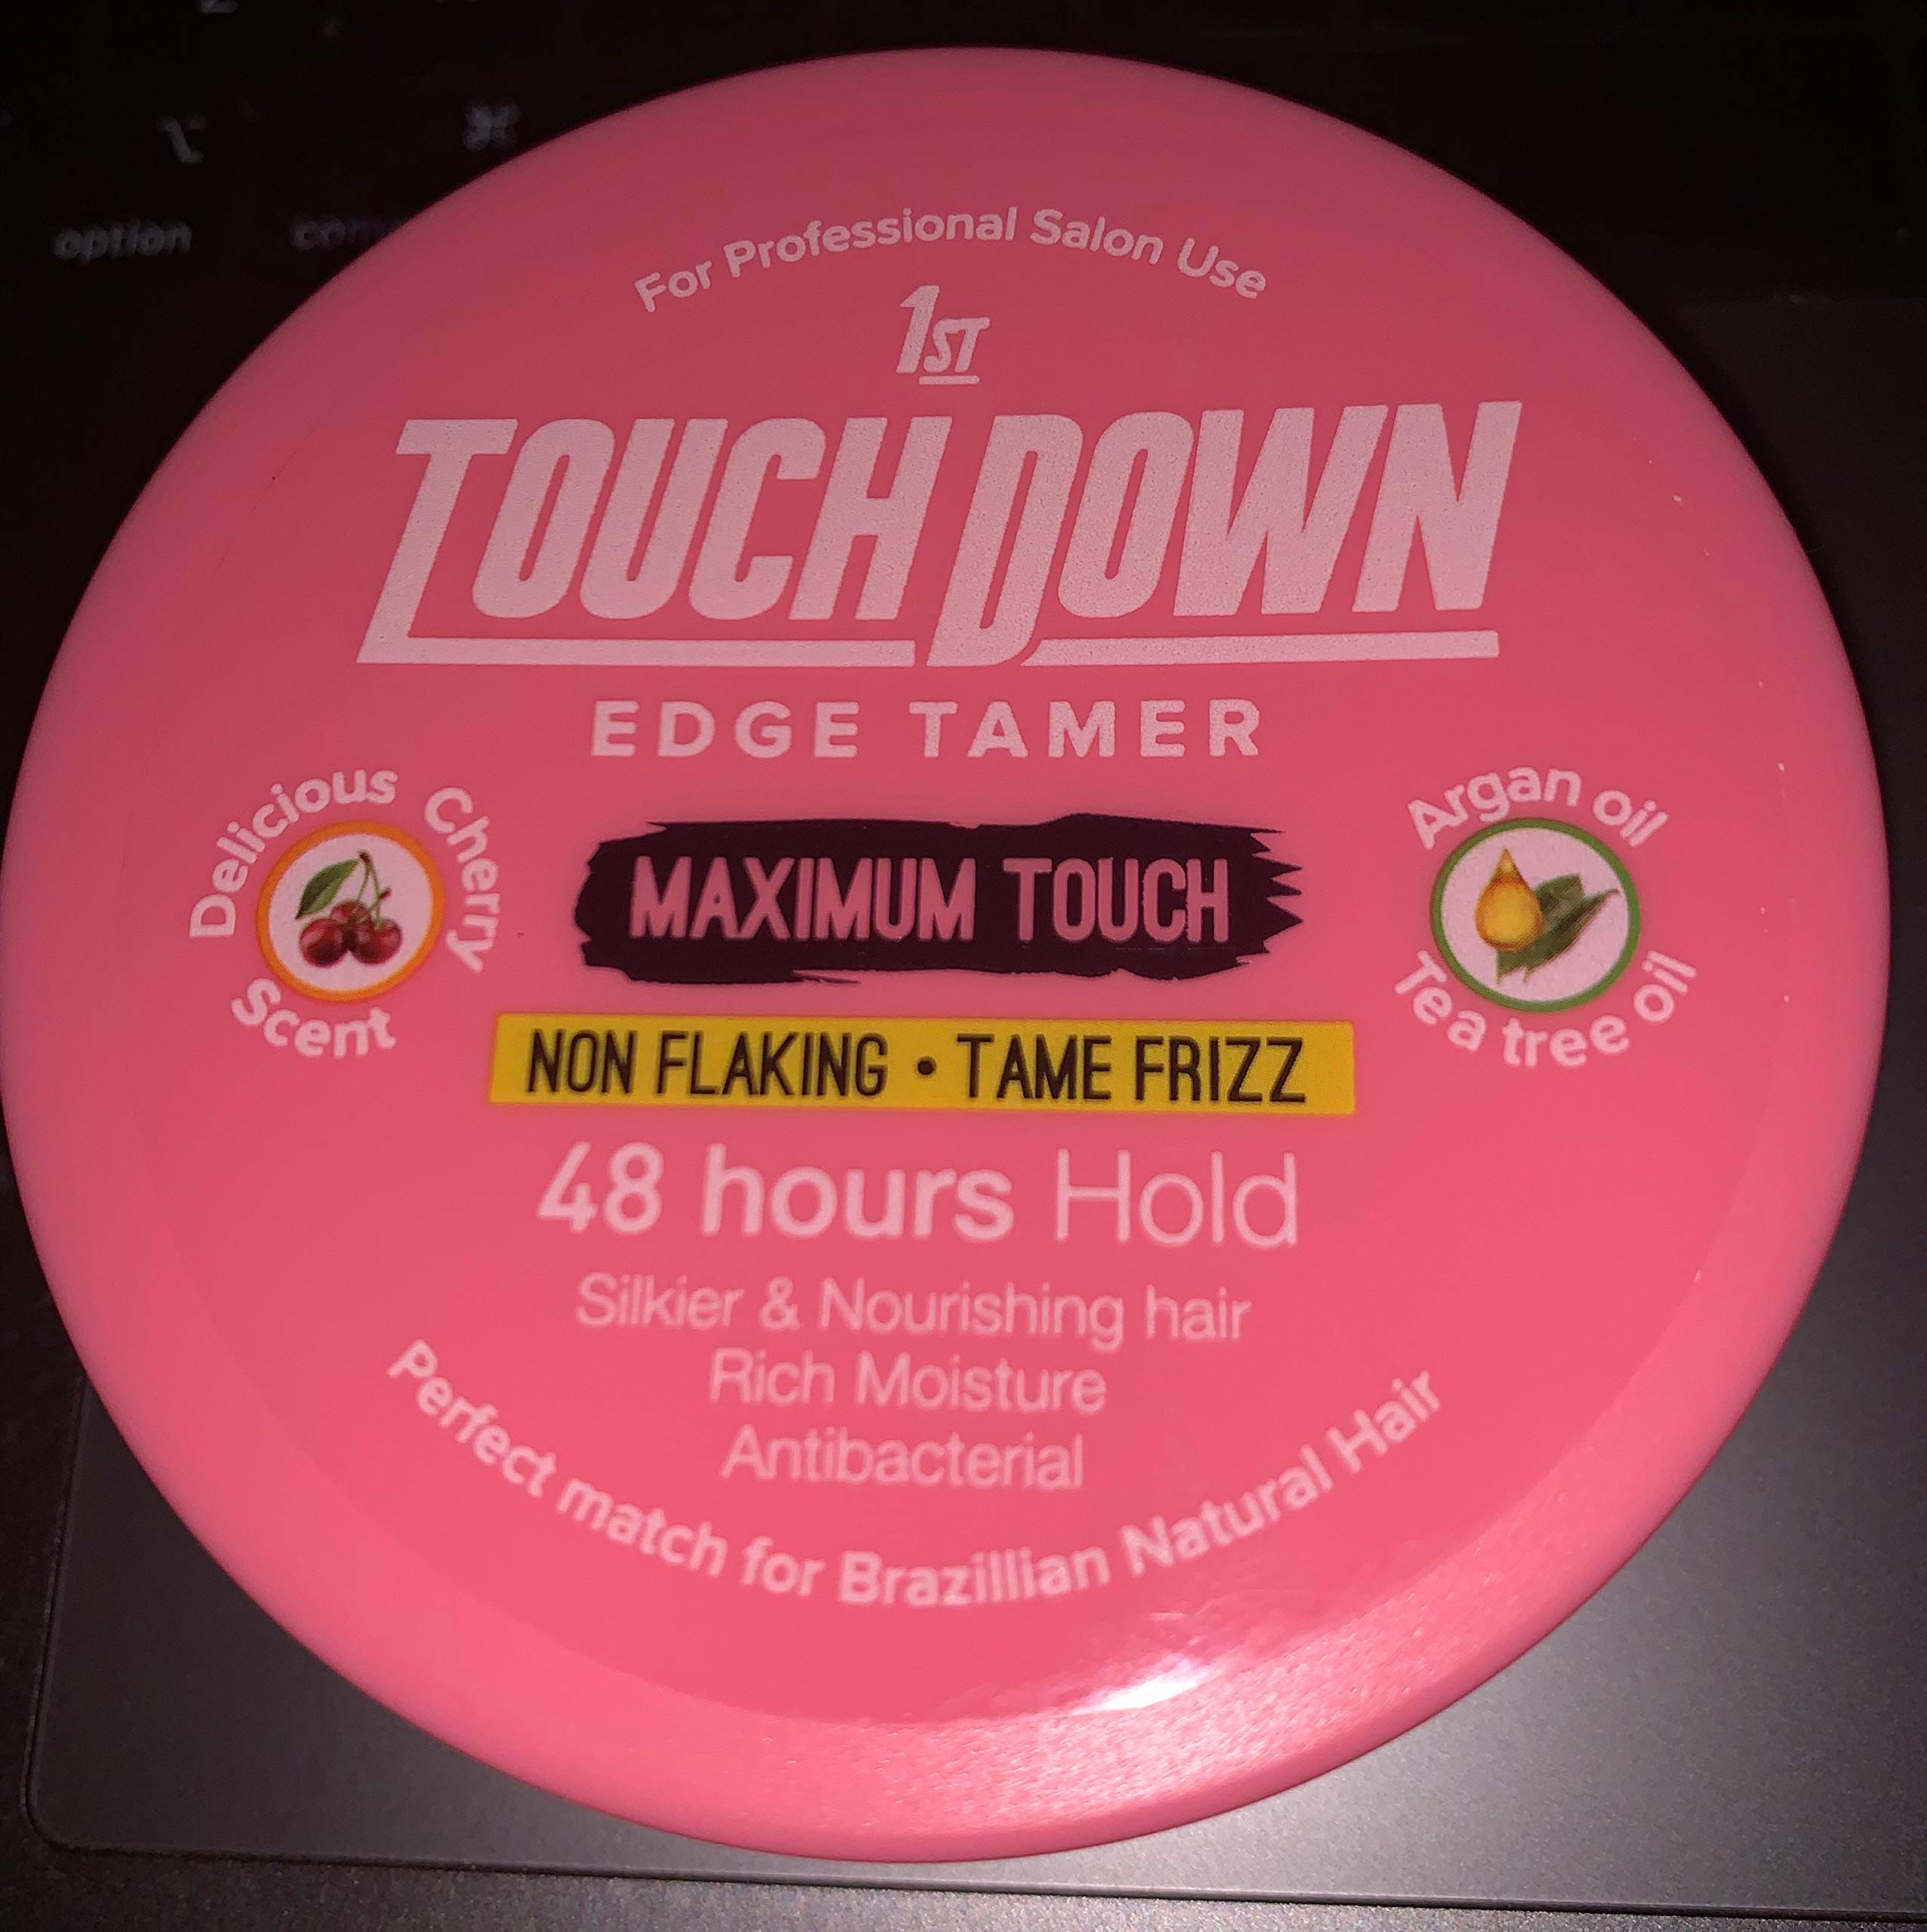 option
For Professional Salon Use
1ST
TOUCH DOWN
EDGE TAMER
Delicious Cherry
Scent
MAXIMUM TOUCH
Argan oil
Tea tree oil
NON FLAKING • TAME FRIZZ
48 hours Hold
Silkier & Nourishing hair
Rich Moisture
Antibacterial
Perfect match for Brazillian Natural Hair